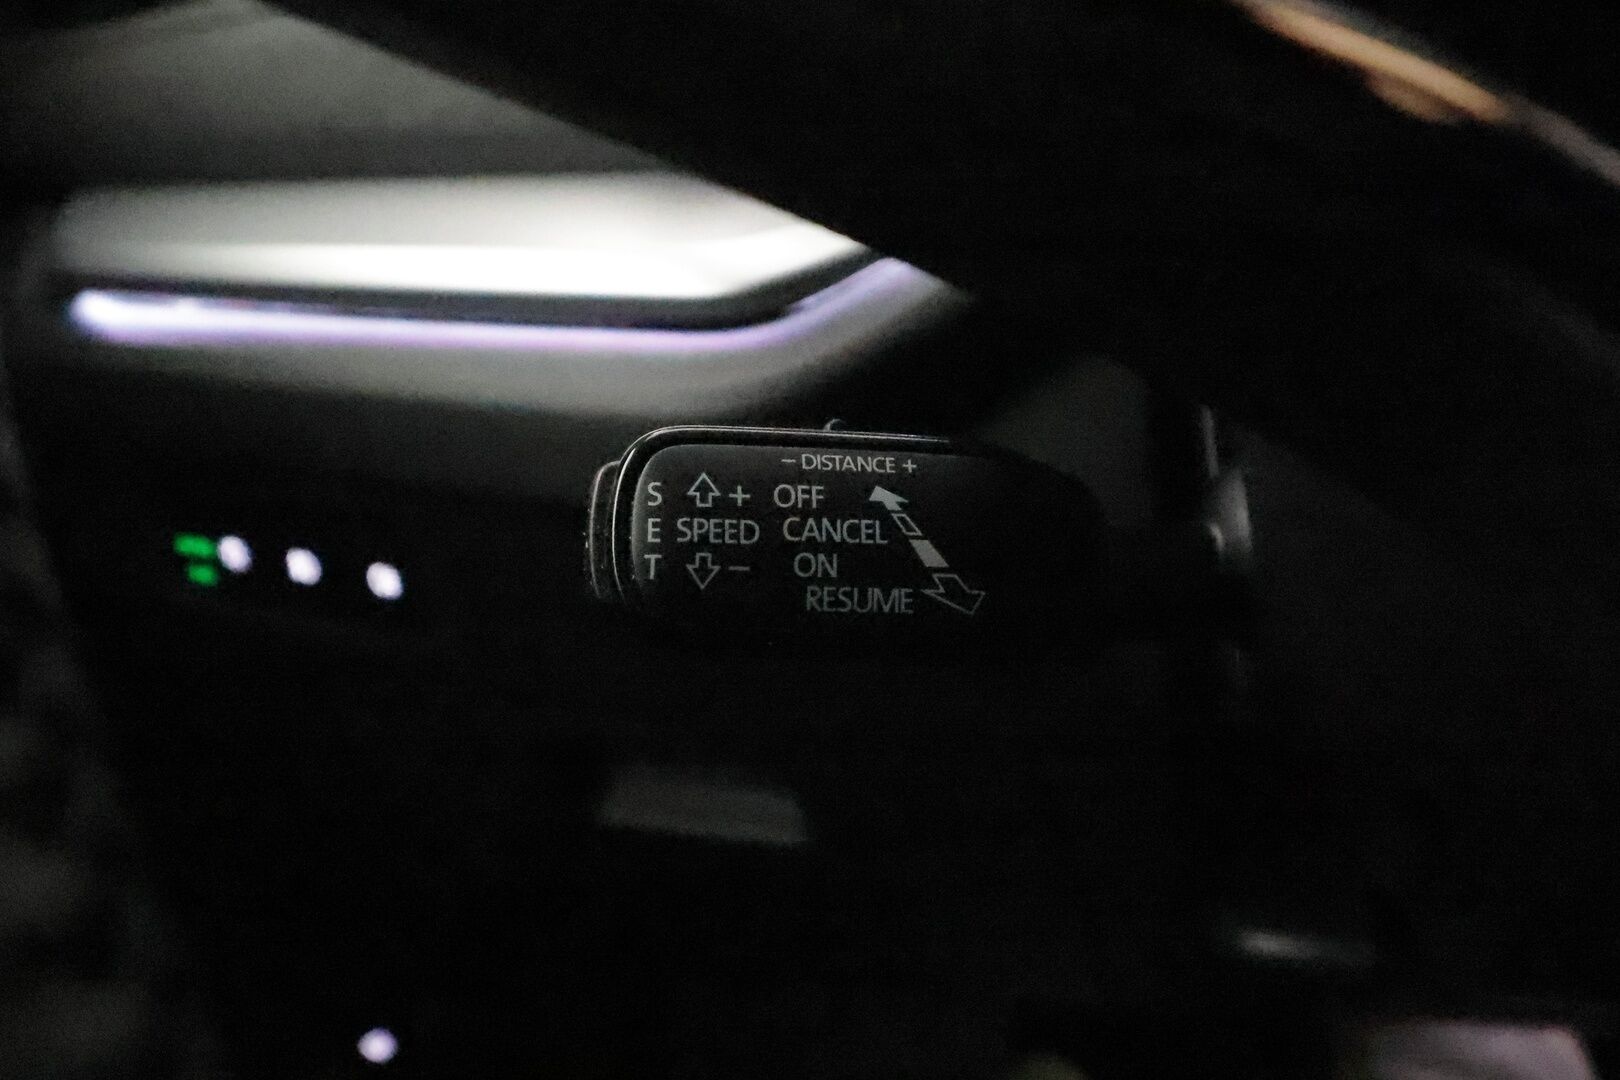 - DISTANCE +
S + OFF
E SPEED CANCEL
T - ON
RESUME